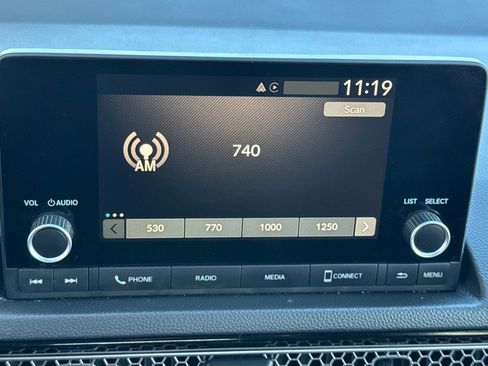 11:19
Scan
AM
740
VOL AUDIO
LIST SELECT
530 770 1000 1250
PHONE RADIO MEDIA CONNECT MENU